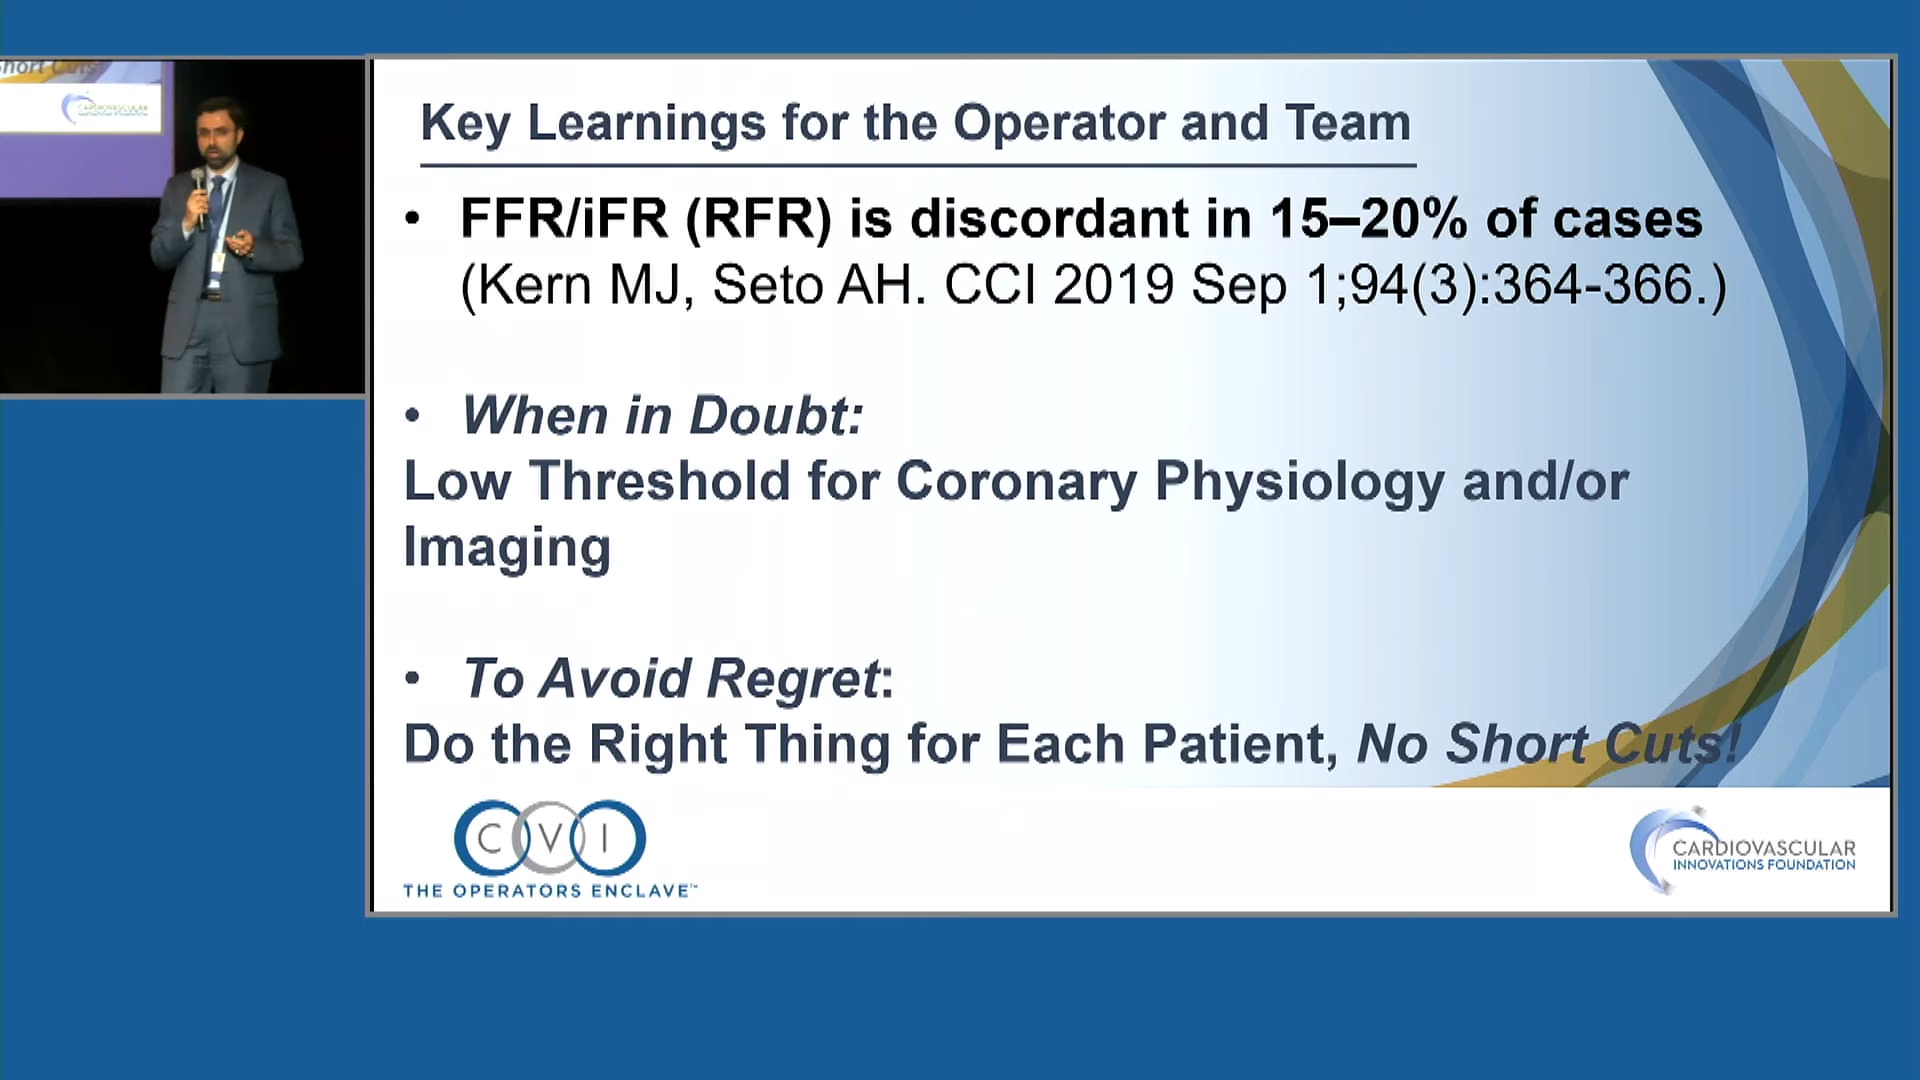 Short Cuts!
CARDIOVASCULAR
Key Learnings for the Operator and Team
• FFR/iFR (RFR) is discordant in 15–20% of cases
(Kern MJ, Seto AH. CCI 2019 Sep 1;94(3):364-366.)
• When in Doubt:
Low Threshold for Coronary Physiology and/or
Imaging
• To Avoid Regret:
Do the Right Thing for Each Patient, No Short Cuts!
CVI
THE OPERATORS ENCLAVE™
CARDIOVASCULAR
INNOVATIONS FOUNDATION